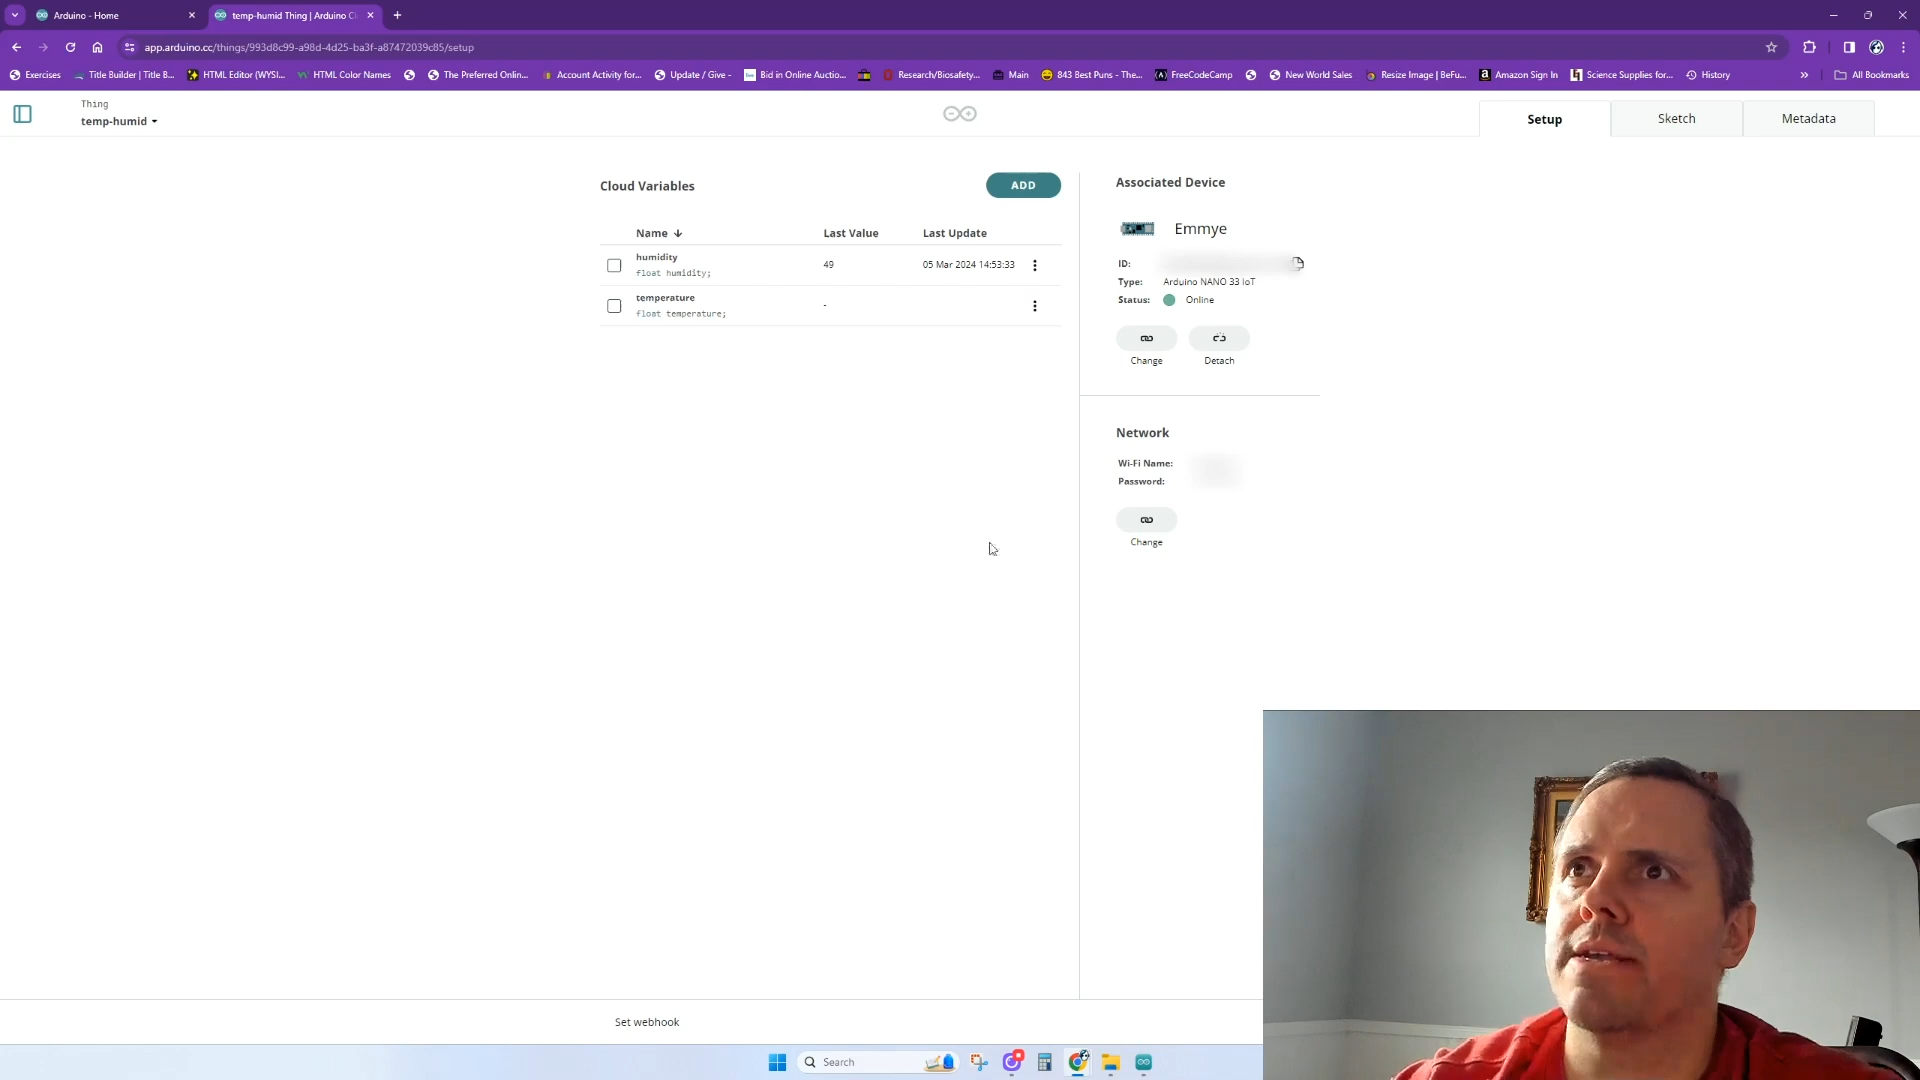 Arduino - Home
temp-humid Thing | Arduino C
app.arduino.cc/things/993d8c99-a98d-4d25-ba3f-a87472039c85/setup
Exercises
Title Builder | Title B...
HTML Editor (WYSI...
HTML Color Names
The Preferred Onlin...
Account Activity for...
Update / Give -
Bid in Online Auctio...
Research/Biosafety...
Main
843 Best Puns - The...
FreeCodeCamp
New World Sales
Resize Image | BeFu...
Amazon Sign In
Science Supplies for...
History
All Bookmarks
Thing
temp-humid
Setup
Sketch
Metadata
Cloud Variables
ADD
Name
Last Value
Last Update
humidity
float humidity;
49
05 Mar 2024 14:53:33
temperature
float temperature;
-
Associated Device
Emmye
ID:
Type: Arduino NANO 33 IoT
Status: Online
Change
Detach
Network
Wi-Fi Name:
Password:
Change
Set webhook
Search